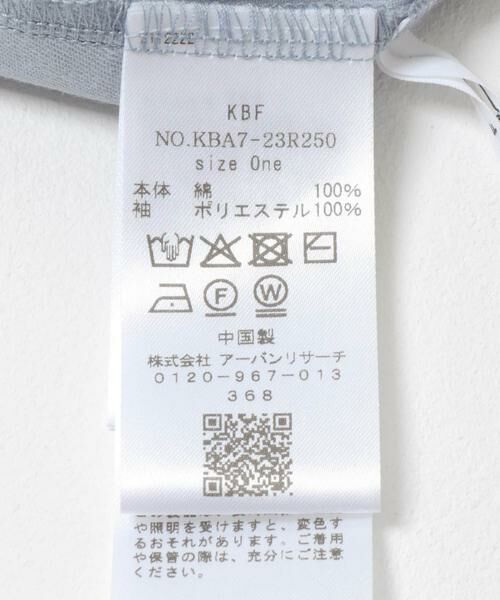 KBF
NO.KBA7-23R250
size One
本体 綿 100%
袖 ポリエステル100%
F W
中国製
株式会社 アーバンリサーチ
0120-967-013
368
や照明を受けますと、変色す
るおそれがあります。ご着用
や保管の際は、充分にご注意
ください。